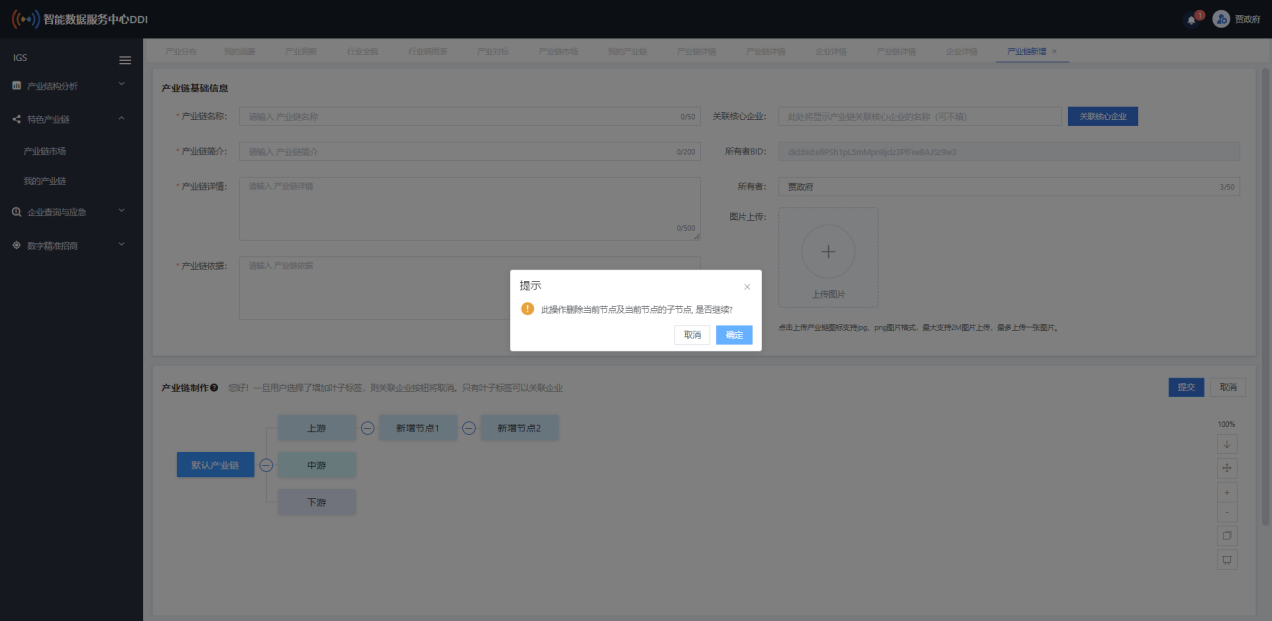 智能数据服务中心DDI
1
贾政府
IGS
产业结构分析
特色产业链
产业链市场
我的产业链
企业查询与应急
数字精准招商
产业分布
产业洞察
行业全链
行业链图表
产业对标
产业链市场
我的产业链
产业链详情
产业链详情
企业详情
产业链详情
企业详情
产业链新增 ×
产业链基础信息
* 产业链名称: 请输入 产业链名称 0/50
关联核心企业: 此处将显示产业链关联核心企业的名称（可不填） 关联核心企业
* 产业链简介: 请输入 产业链简介 0/200
所有者BID:
* 产业链详情: 请输入 产业链详情 0/500
所有者: 贾政府 3/50
图片上传:
上传图片
点击上传产业链图标支持jpg、png图片格式，最大支持2M图片上传，最多上传一张图片。
* 产业链依据: 请输入 产业链依据
提示 ×
此操作删除当前节点及当前节点的子节点, 是否继续?
取消 确定
产业链制作 您好！一旦用户选择了增加叶子标签，则关联企业按钮将取消。只有叶子标签可以关联企业
提交 取消
100%
上游 新增节点1 新增节点2
默认产业链 中游
下游